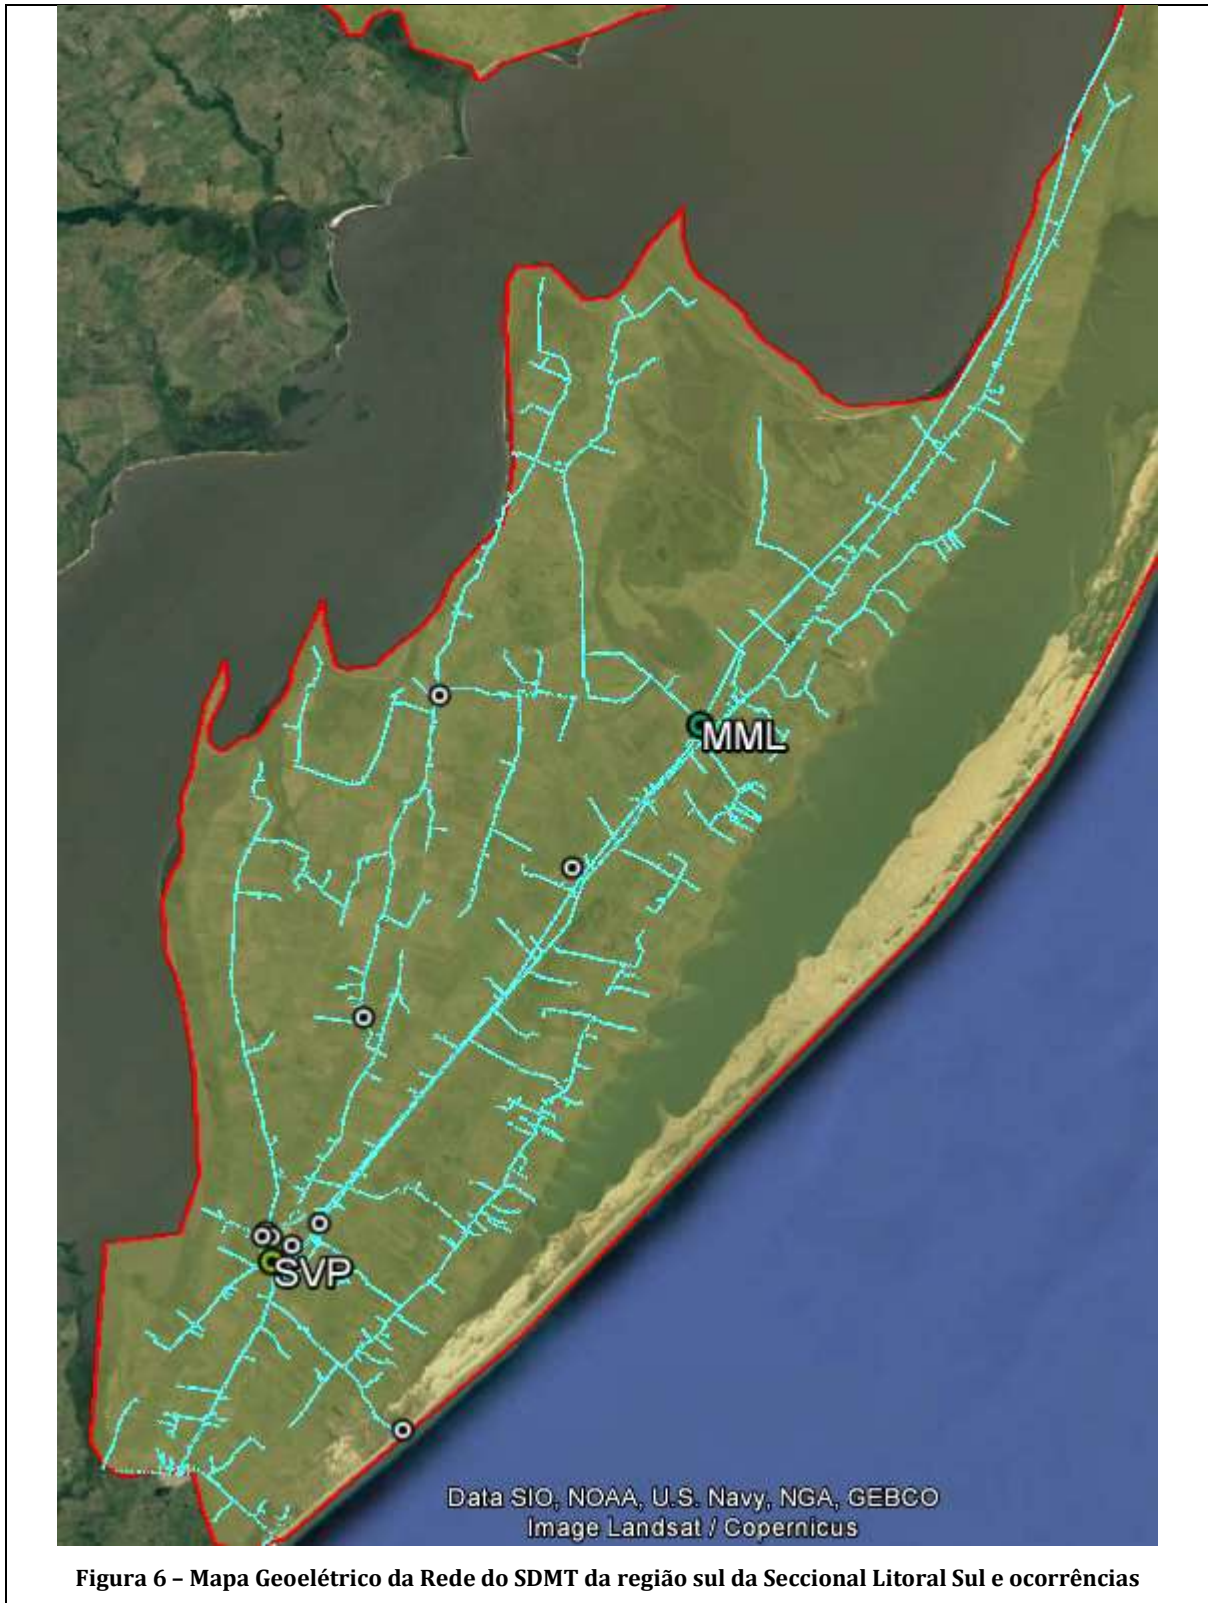 MML
SVP
Data SIO, NOAA, U.S. Navy, NGA, GEBCO
Image Landsat / Copernicus
Figura 6 – Mapa Geoelétrico da Rede do SDMT da região sul da Seccional Litoral Sul e ocorrências